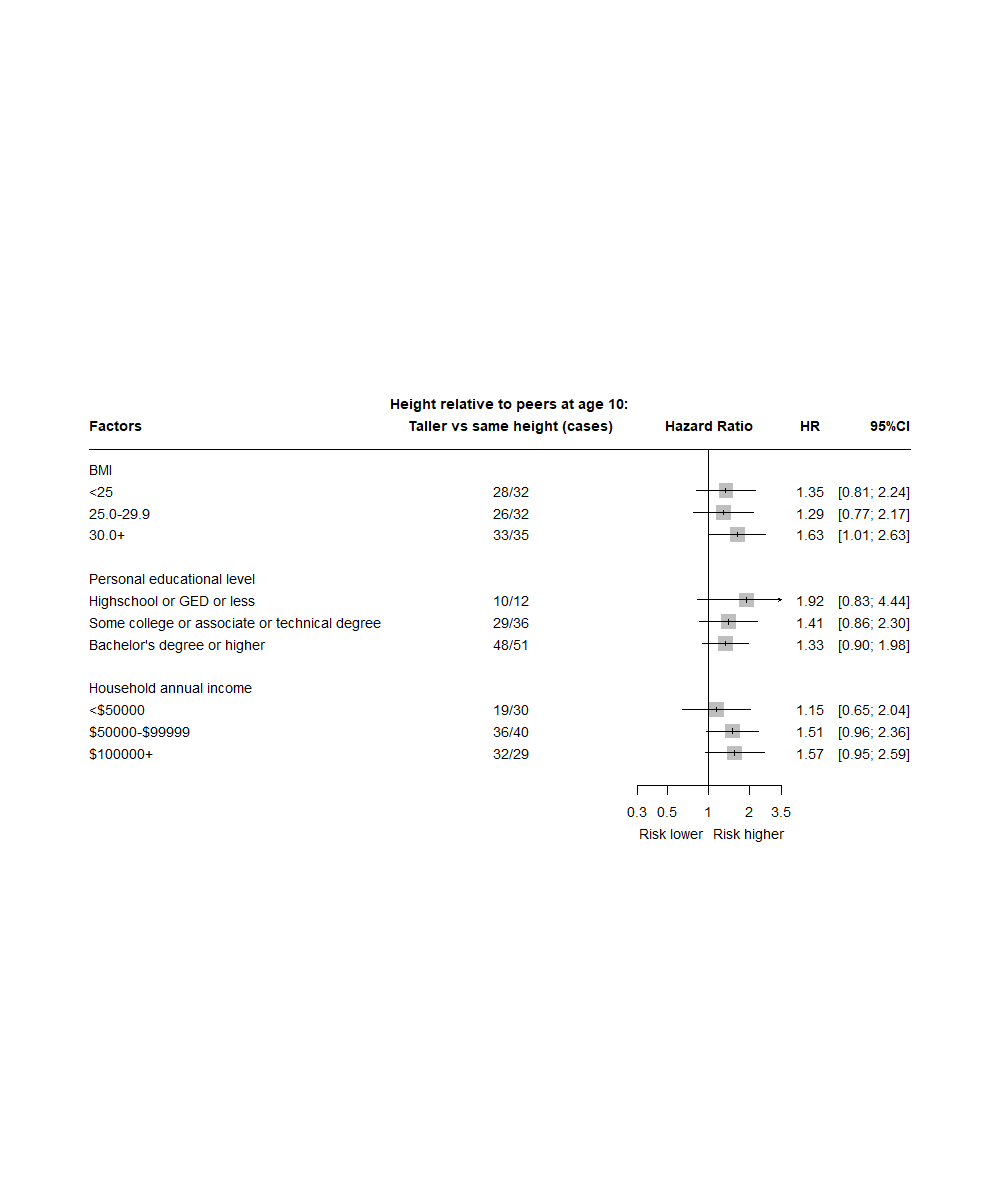 Height relative to peers at age 10:
Factors Taller vs same height (cases) Hazard Ratio HR 95%CI
BMI
<25 28/32 1.35 [0.81; 2.24]
25.0-29.9 26/32 1.29 [0.77; 2.17]
30.0+ 33/35 1.63 [1.01; 2.63]
Personal educational level
Highschool or GED or less 10/12 1.92 [0.83; 4.44]
Some college or associate or technical degree 29/36 1.41 [0.86; 2.30]
Bachelor's degree or higher 48/51 1.33 [0.90; 1.98]
Household annual income
<$50000 19/30 1.15 [0.65; 2.04]
$50000-$99999 36/40 1.51 [0.96; 2.36]
$100000+ 32/29 1.57 [0.95; 2.59]
0.3 0.5 1 2 3.5
Risk lower Risk higher